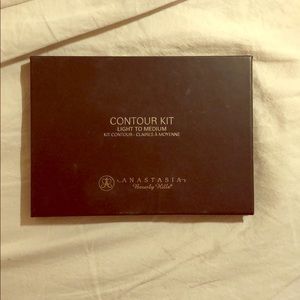 CONTOUR KIT
LIGHT TO MEDIUM
KIT CONTOUR - CLAIRES À MOYENNE
ANASTASIA
Beverly Hills®